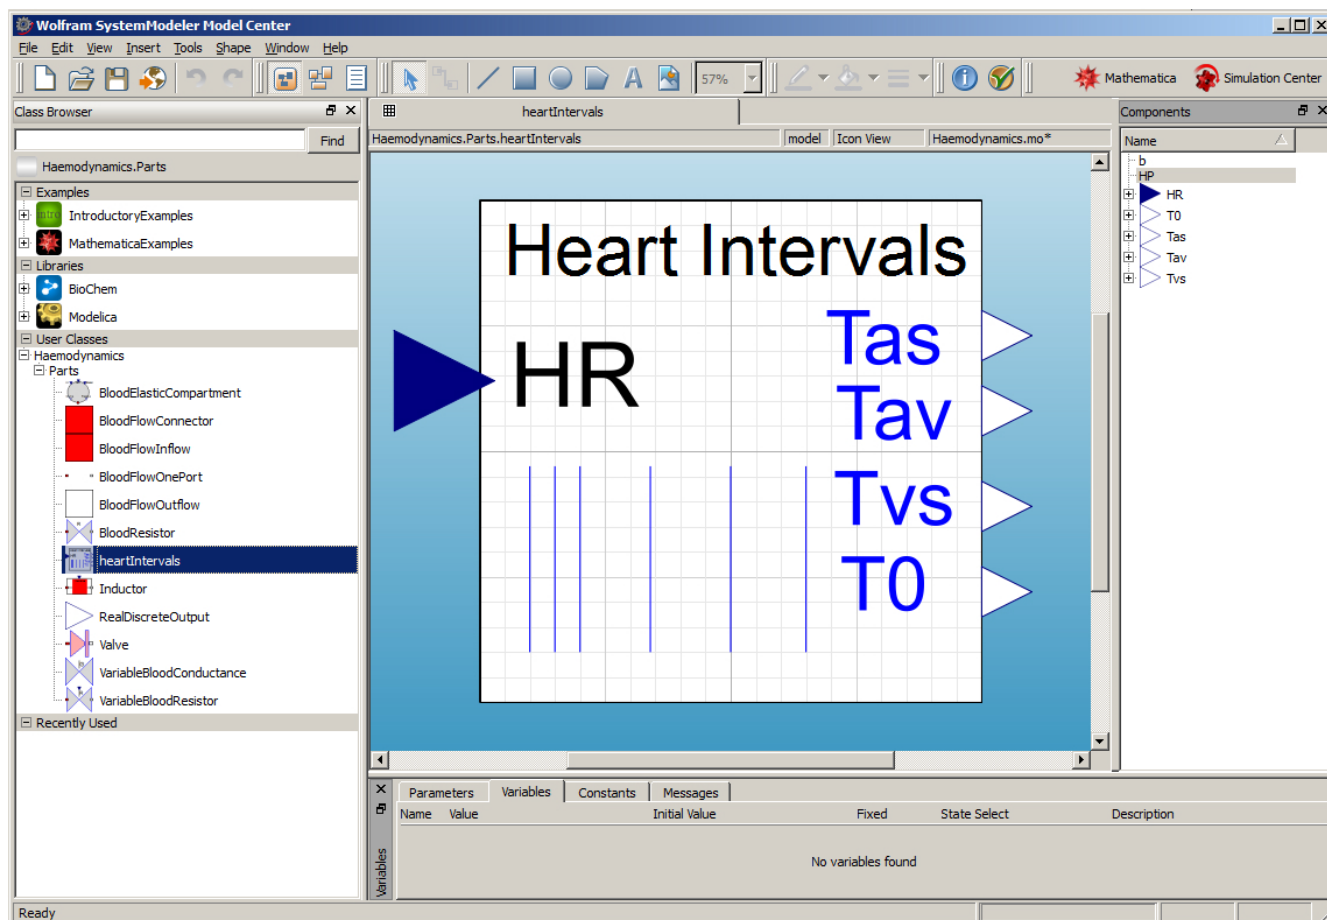 Wolfram SystemModeler Model Center
File Edit View Insert Tools Shape Window Help
57% Mathematica Simulation Center
Class Browser
Find
Haemodynamics.Parts
Examples
IntroductoryExamples
MathematicaExamples
Libraries
BioChem
Modelica
User Classes
Haemodynamics
Parts
BloodElasticCompartment
BloodFlowConnector
BloodFlowInflow
BloodFlowOnePort
BloodFlowOutflow
BloodResistor
heartIntervals
Inductor
RealDiscreteOutput
Valve
VariableBloodConductance
VariableBloodResistor
Recently Used
heartIntervals
Haemodynamics.Parts.heartIntervals model Icon View Haemodynamics.mo*
Heart Intervals
HR
Tas
Tav
Tvs
T0
Components
Name
b
HP
HR
T0
Tas
Tav
Tvs
Parameters Variables Constants Messages
Name Value Initial Value Fixed State Select Description
No variables found
Variables
Ready